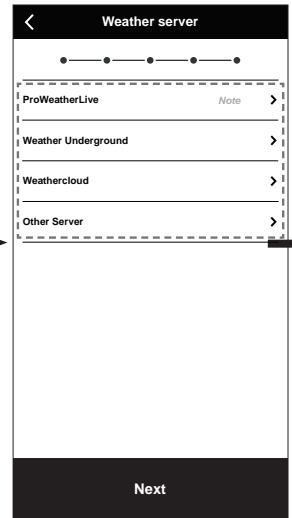 Weather server
ProWeatherLive Note
Weather Underground
Weathercloud
Other Server
Next